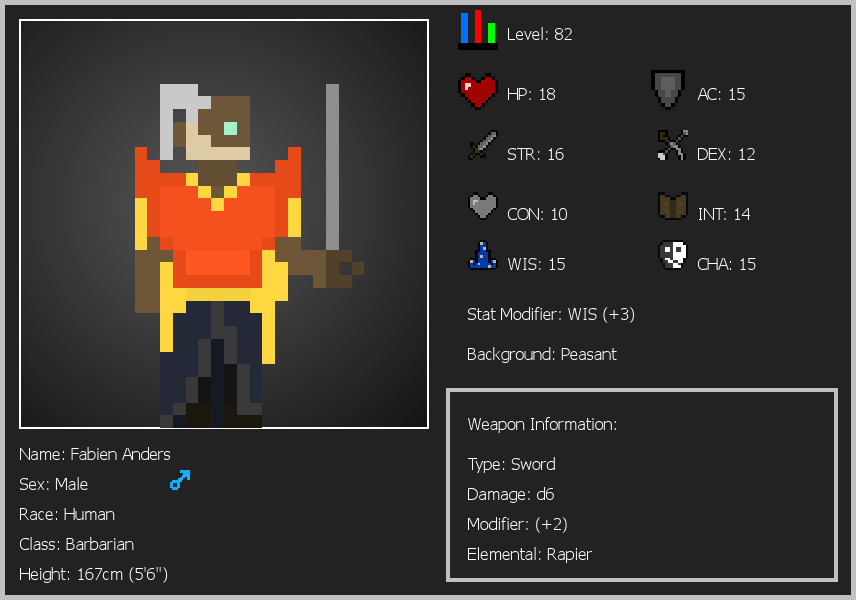 Level: 82
HP: 18
AC: 15
STR: 16
DEX: 12
CON: 10
INT: 14
WIS: 15
CHA: 15
Stat Modifier: WIS (+3)
Background: Peasant
Weapon Information:
Type: Sword
Damage: d6
Modifier: (+2)
Elemental: Rapier
Name: Fabien Anders
Sex: Male
Race: Human
Class: Barbarian
Height: 167cm (5'6")